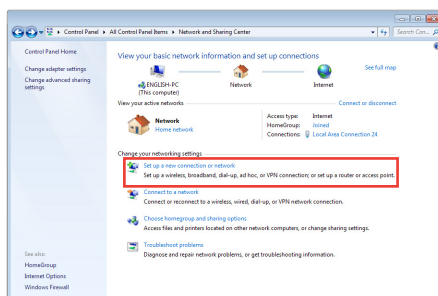 Control Panel ▸ All Control Panel Items ▸ Network and Sharing Center
Search Con...
Control Panel Home
Change adapter settings
Change advanced sharing
settings
View your basic network information and set up connections
See full map
ENGLISH-PC
(This computer)
Network
Internet
View your active networks
Connect or disconnect
Network
Home network
Access type: Internet
HomeGroup: Joined
Connections: Local Area Connection 24
Change your networking settings
Set up a new connection or network
Set up a wireless, broadband, dial-up, ad hoc, or VPN connection; or set up a router or access point.
Connect to a network
Connect or reconnect to a wireless, wired, dial-up, or VPN network connection.
Choose homegroup and sharing options
Access files and printers located on other network computers, or change sharing settings.
Troubleshoot problems
Diagnose and repair network problems, or get troubleshooting information.
See also
HomeGroup
Internet Options
Windows Firewall